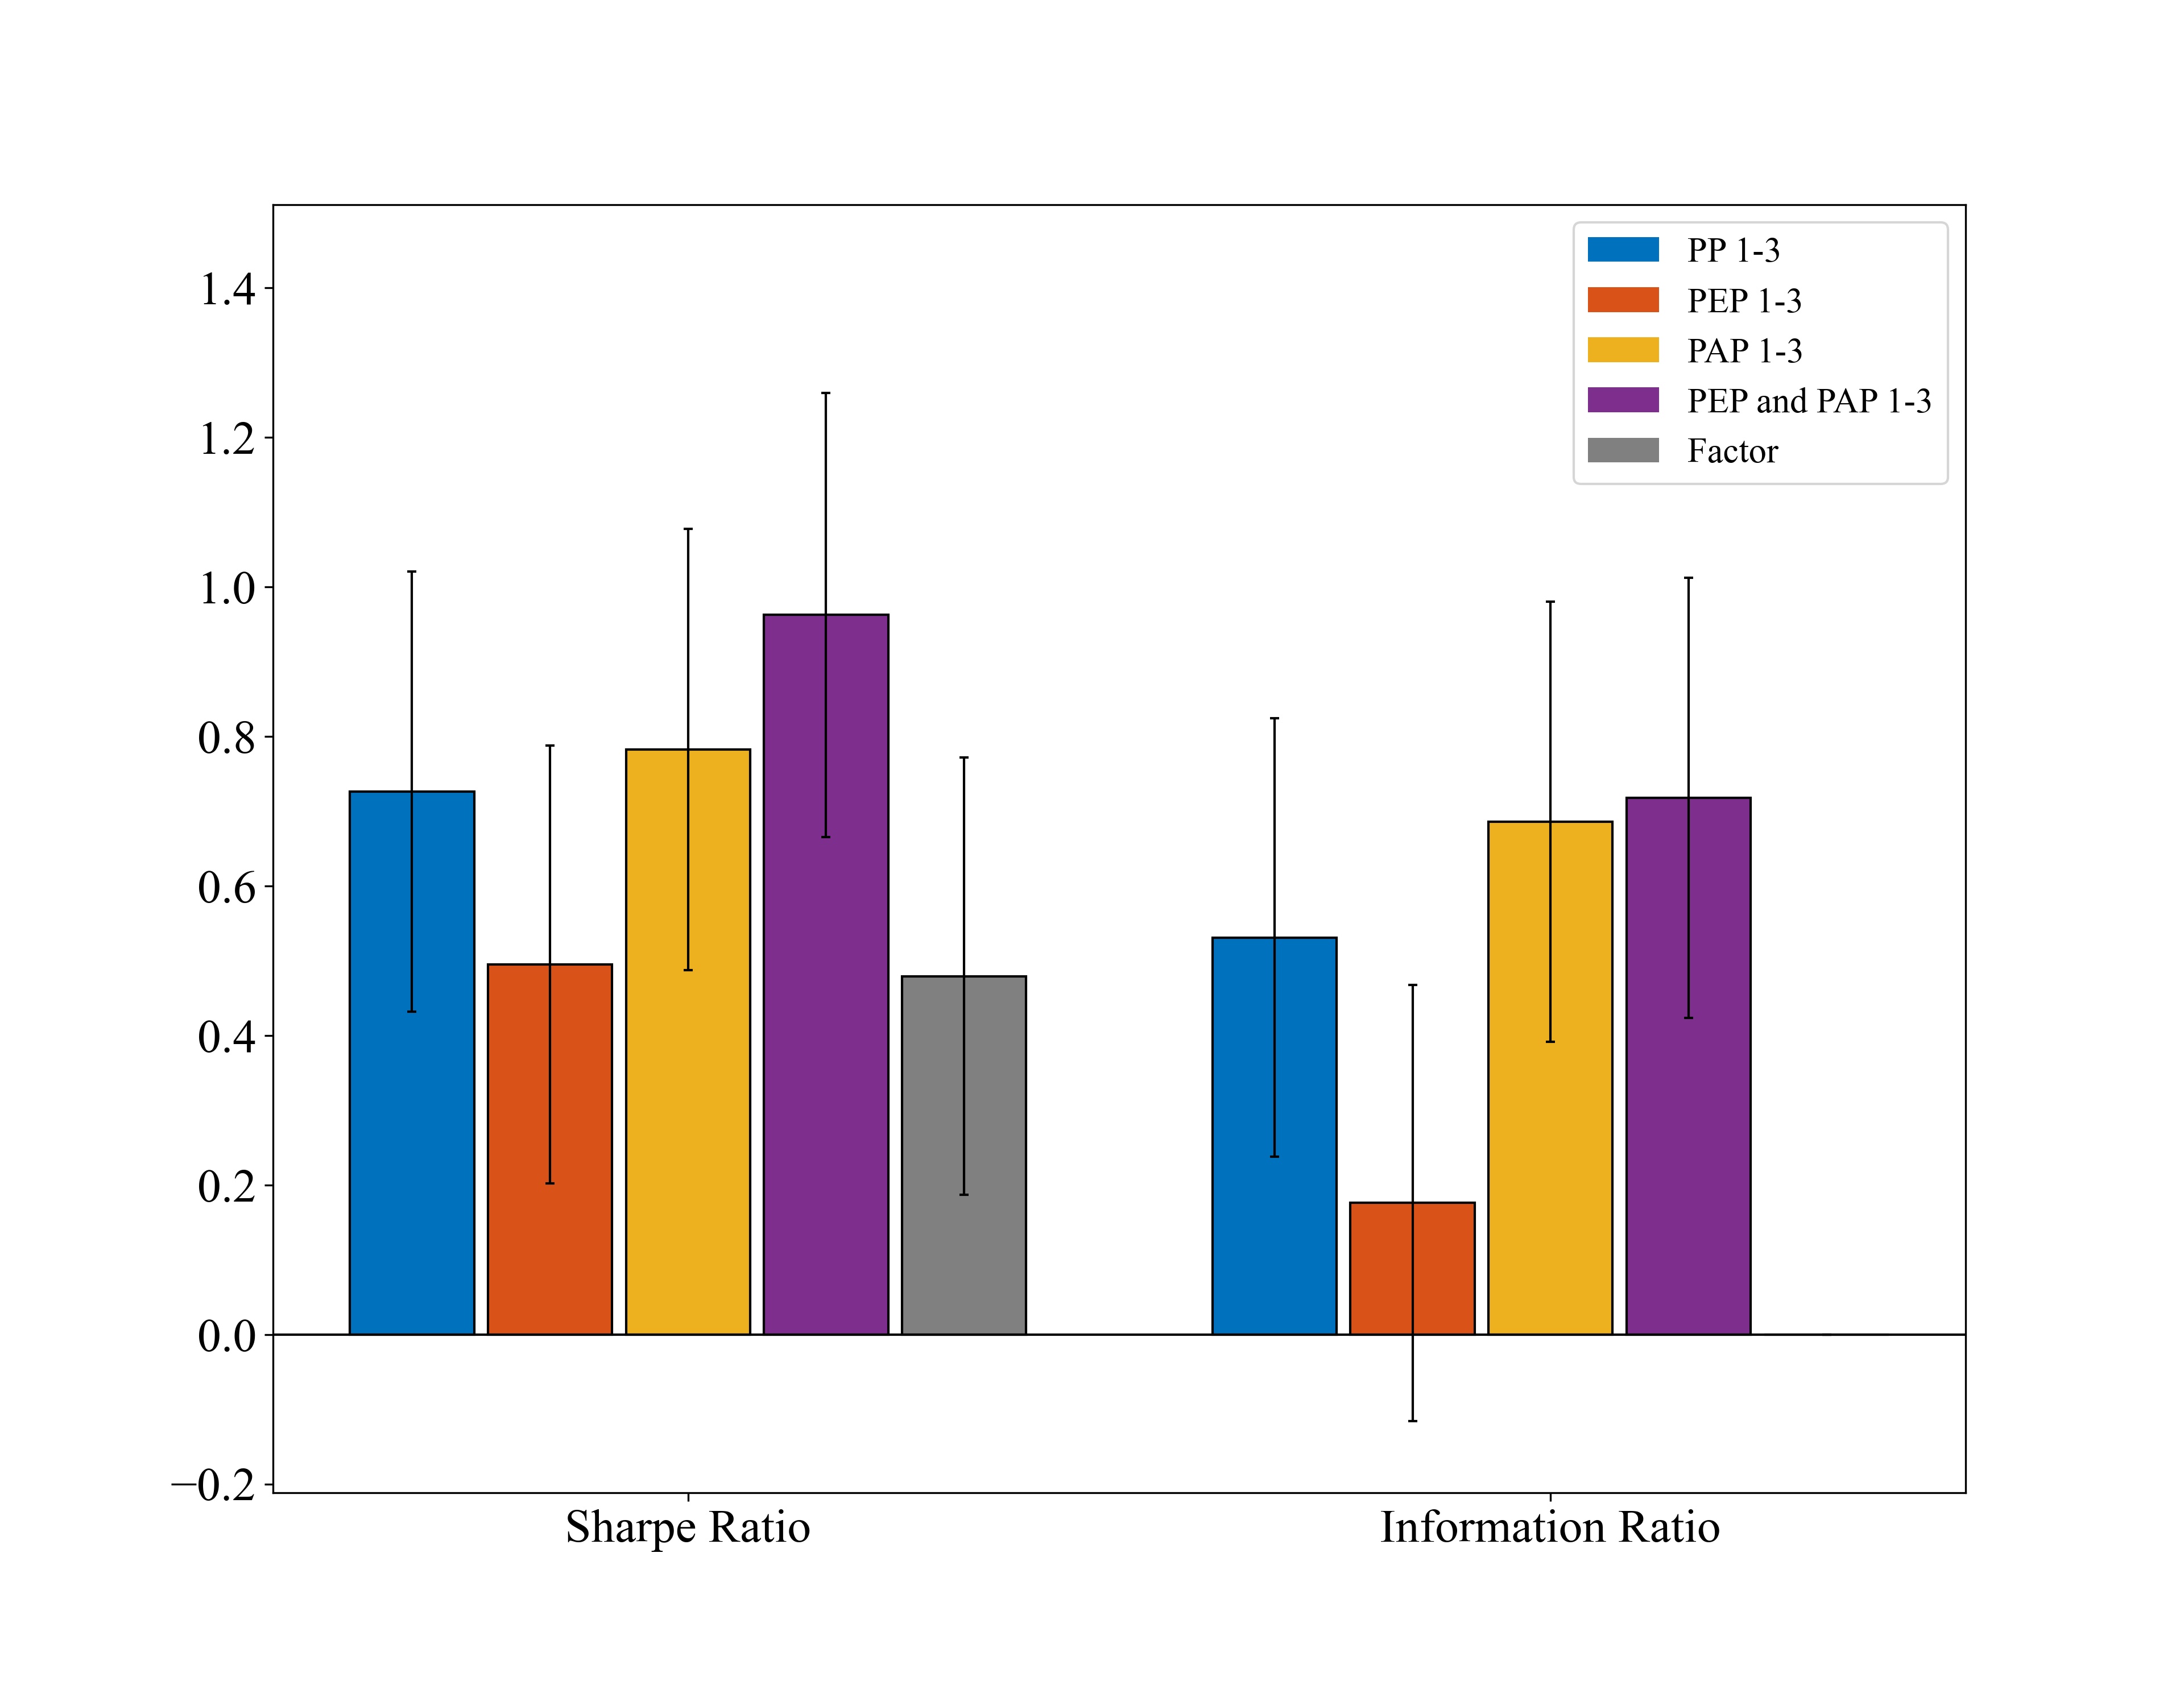 1.4
1.2
1.0
0.8
0.6
0.4
0.2
0.0
−0.2
PP 1-3
PEP 1-3
PAP 1-3
PEP and PAP 1-3
Factor
Sharpe Ratio
Information Ratio